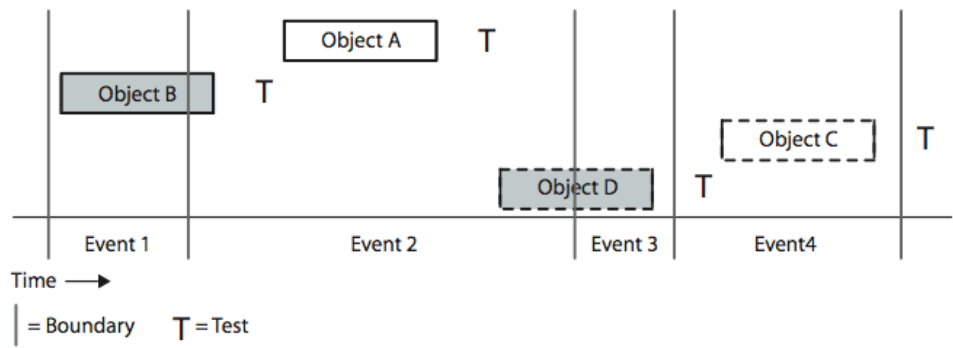 Object A T
Object B T
Object C T
Object D T
Event 1 Event 2 Event 3 Event4
Time
= Boundary T = Test